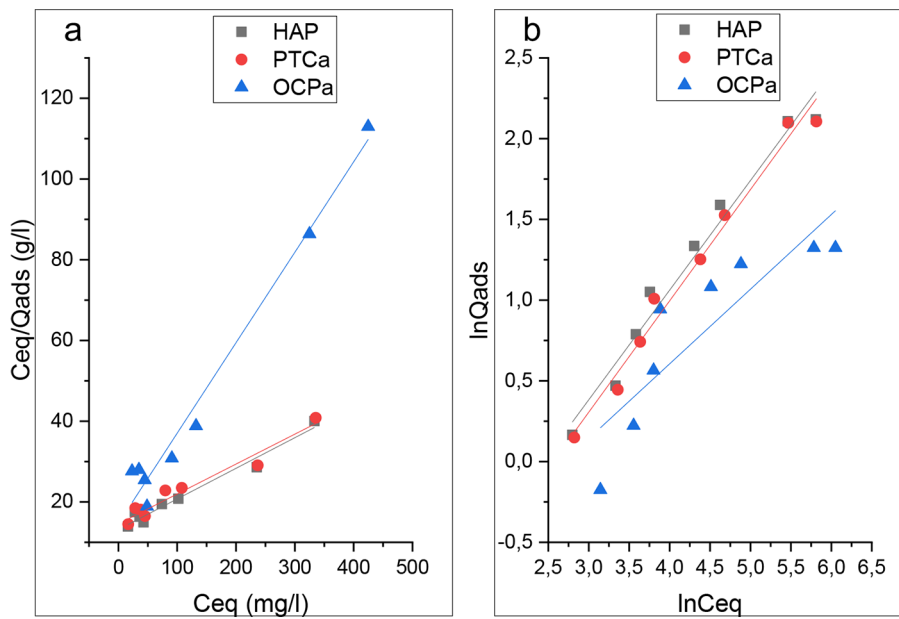 a
HAP
PTCa
OCPa
120
100
80
60
40
20
Ceq/Qads (g/l)
0 100 200 300 400 500
Ceq (mg/l)
b
HAP
PTCa
OCPa
2,5
2,0
1,5
1,0
0,5
0,0
-0,5
lnQads
2,5 3,0 3,5 4,0 4,5 5,0 5,5 6,0 6,5
lnCeq